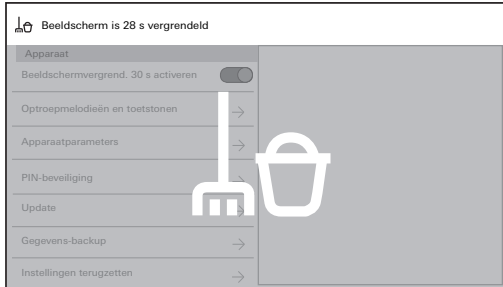 Beeldscherm is 28 s vergrendeld
Apparaat
Beeldschermvergrend. 30 s activeren
Optroepmelodieën en toetstonen
Apparaatparameters
PIN-beveiliging
Update
Gegevens-backup
Instellingen terugzetten